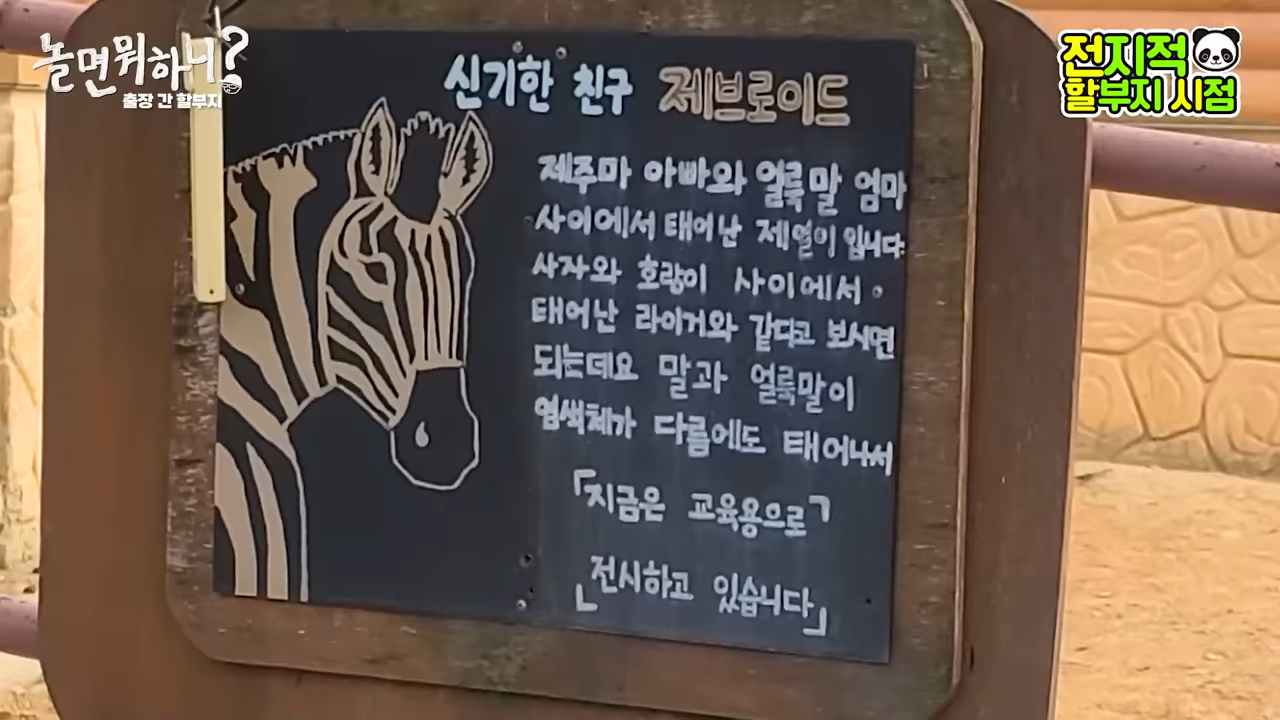 놀면뭐하니?
출장 간 할부지
전지적
할부지 시점
신기한 친구 제브로이드
제주마 아빠와 얼룩말 엄마
사이에서 태어난 제얼이 입니다.
사자와 호랑이 사이에서
태어난 라이거와 같다고 보시면
되는데요 말과 얼룩말이
염색체가 다름에도 태어나서
「지금은 교육용으로」
「전시하고 있습니다」